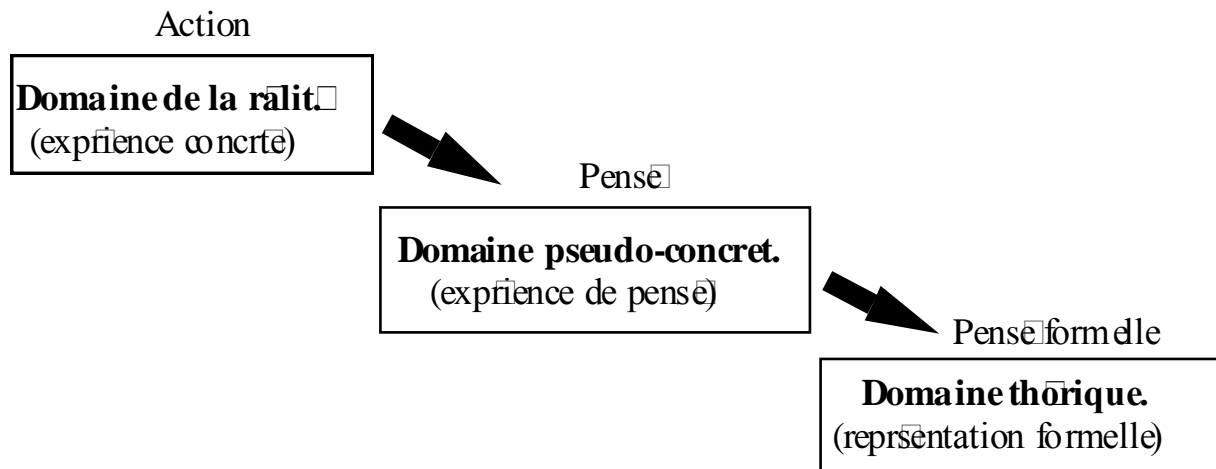 Action
Domaine de la ralit.
(exprience concrte)
Pense
Domaine pseudo-concret.
(exprience de pense)
Pense formelle
Domaine thorique.
(reprsentation formelle)